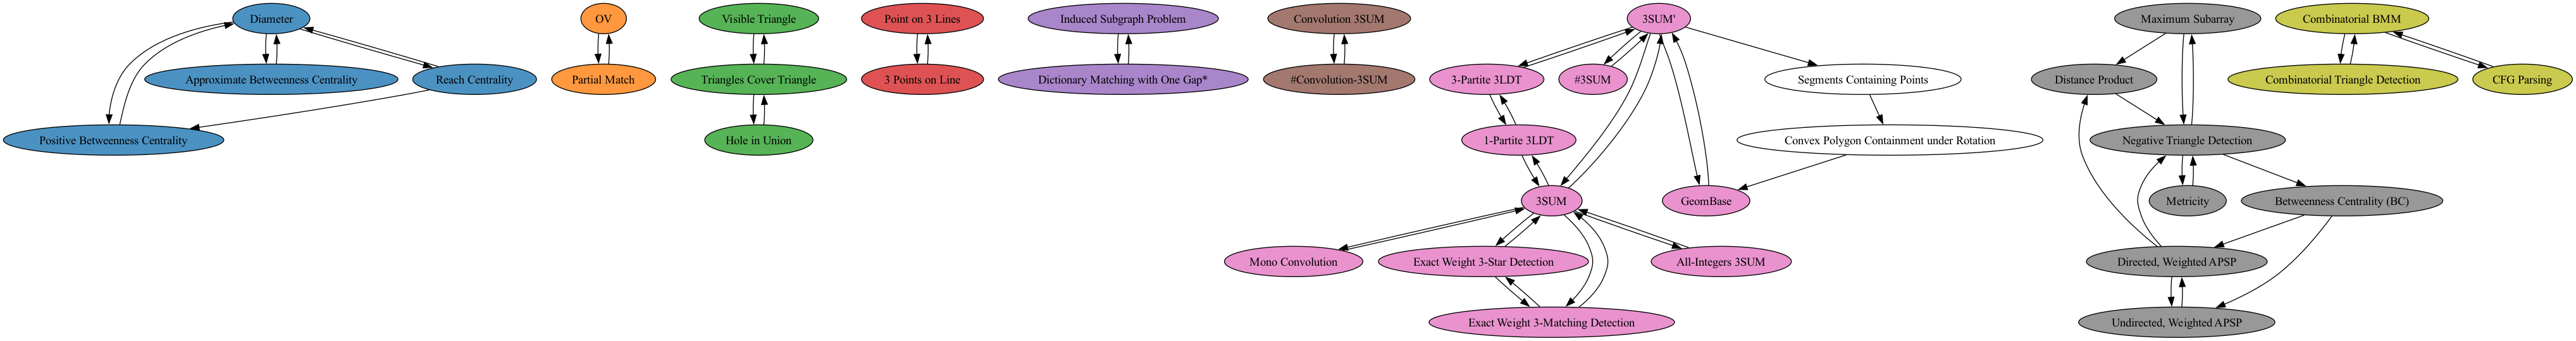 Diameter
OV
Visible Triangle
Point on 3 Lines
Induced Subgraph Problem
Convolution 3SUM
3SUM'
Maximum Subarray
Combinatorial BMM
Approximate Betweenness Centrality
Reach Centrality
Partial Match
Triangles Cover Triangle
3 Points on Line
Dictionary Matching with One Gap*
#Convolution-3SUM
3-Partite 3LDT
#3SUM
Segments Containing Points
Distance Product
Combinatorial Triangle Detection
CFG Parsing
Positive Betweenness Centrality
Hole in Union
1-Partite 3LDT
Convex Polygon Containment under Rotation
Negative Triangle Detection
3SUM
GeomBase
Metricity
Betweenness Centrality (BC)
Mono Convolution
Exact Weight 3-Star Detection
All-Integers 3SUM
Directed, Weighted APSP
Exact Weight 3-Matching Detection
Undirected, Weighted APSP